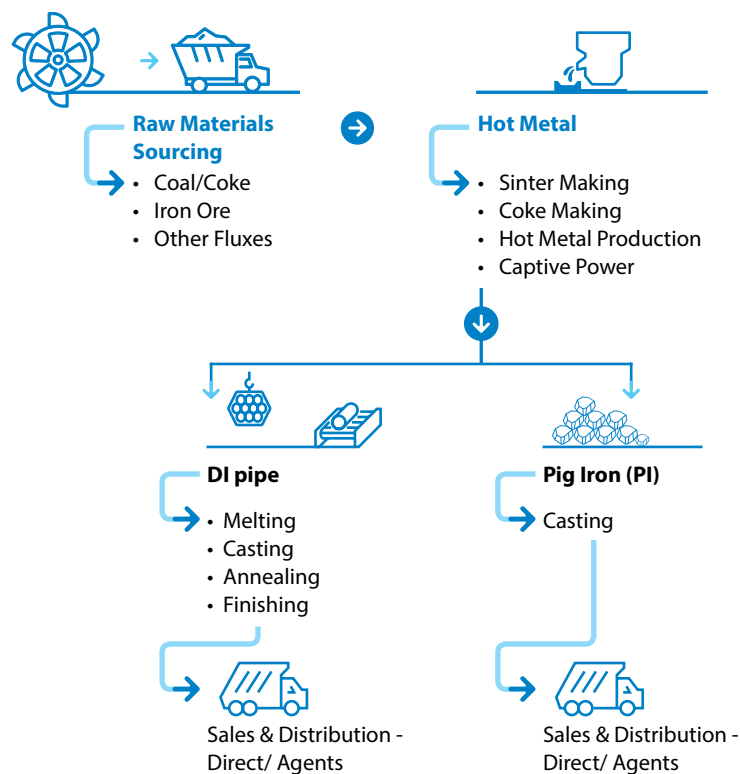 Raw Materials
Sourcing
• Coal/Coke
• Iron Ore
• Other Fluxes
Hot Metal
• Sinter Making
• Coke Making
• Hot Metal Production
• Captive Power
DI pipe
• Melting
• Casting
• Annealing
• Finishing
Sales & Distribution -
Direct/ Agents
Pig Iron (PI)
Casting
Sales & Distribution -
Direct/ Agents